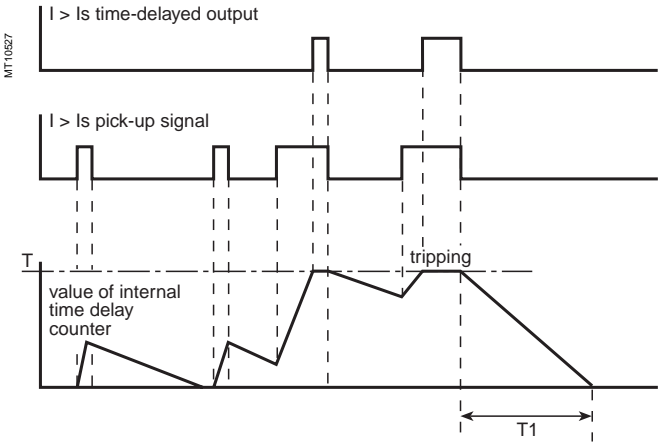 I > Is time-delayed output
MT10527
I > Is pick-up signal
T
tripping
value of internal
time delay
counter
T1